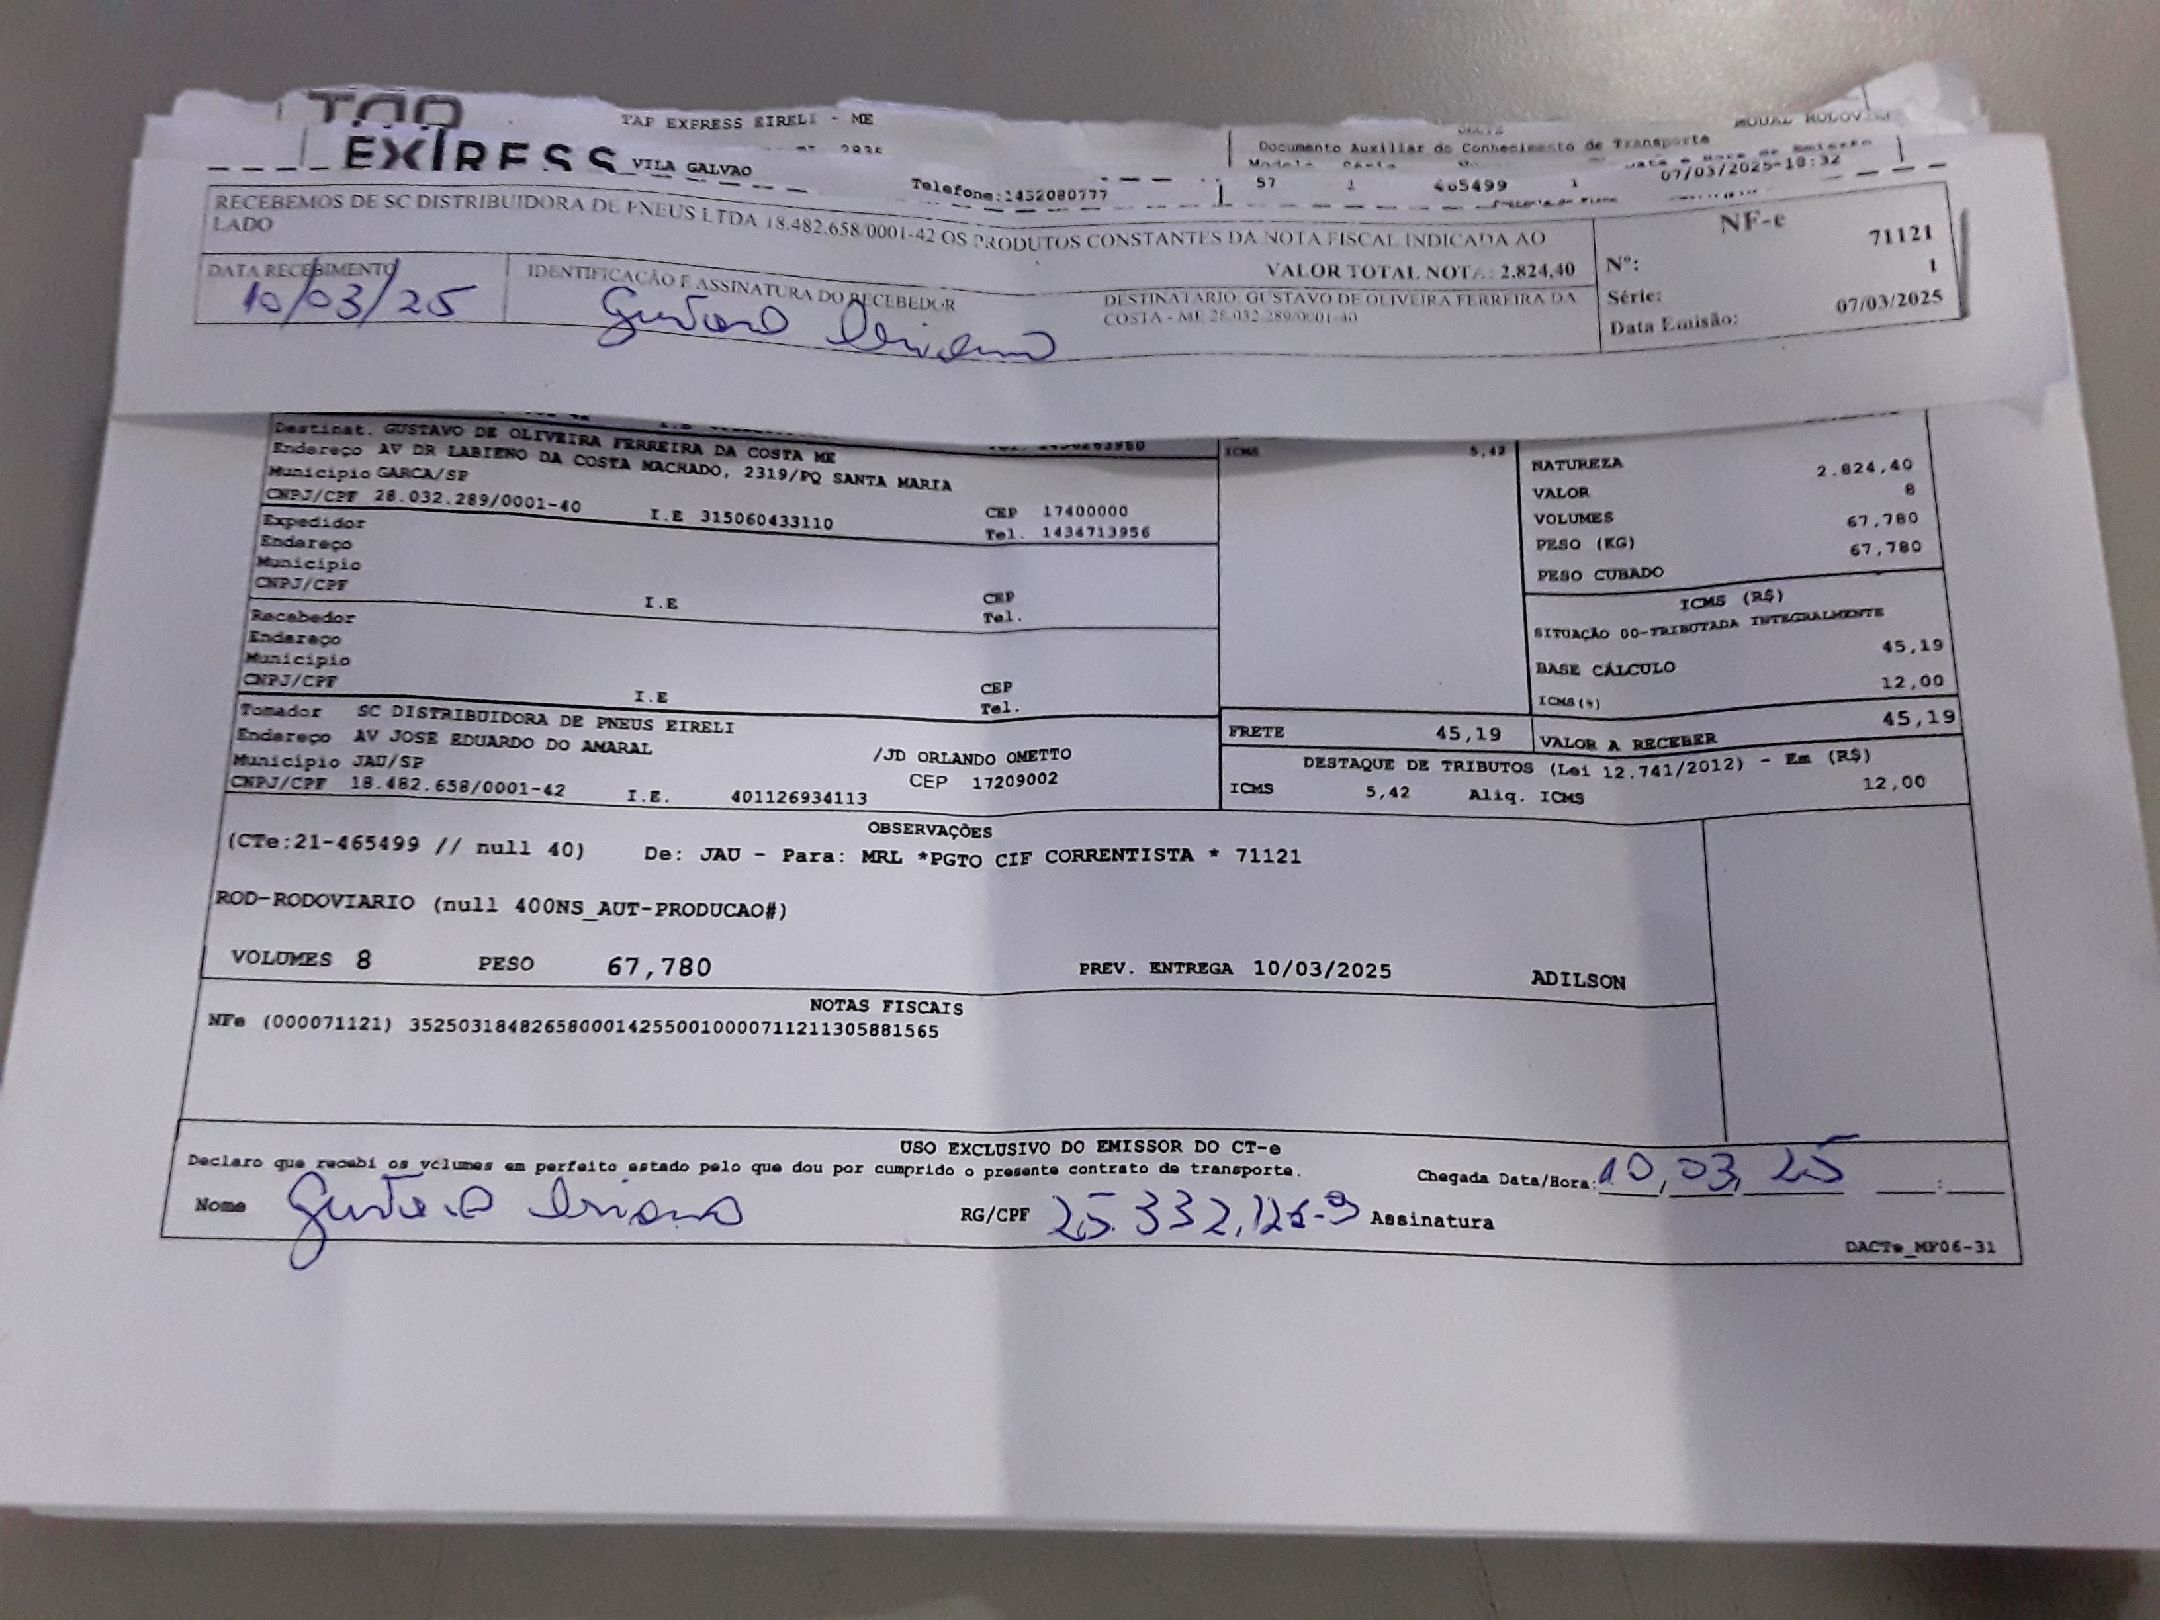 TAP EXPRESS EIRELI - ME
EXPRESS VILA GALVAO
Telefone:1432080777
MODAL RODOV
Documento Auxiliar do Conhecimento de Transporte
57 1 465499 1 07/03/2025-18:32
RECEBEMOS DE SC DISTRIBUIDORA DE PNEUS LTDA 18.482.658/0001-42 OS PRODUTOS CONSTANTES DA NOTA FISCAL INDICADA AO
LADO
VALOR TOTAL NOTA: 2.824,40
DATA RECEBIMENTO
10/03/25
IDENTIFICAÇÃO E ASSINATURA DO RECEBEDOR
Gustavo
DESTINATÁRIO: GUSTAVO DE OLIVEIRA FERREIRA DA
COSTA - ME 28.032.289/0001-40
NF-e
Nº: 71121
Série: 1
Data Emissão: 07/03/2025
Destinat. GUSTAVO DE OLIVEIRA FERREIRA DA COSTA ME
Endereço AV DR LABIENO DA COSTA MACHADO, 2319/PQ SANTA MARIA
Município GARCA/SP
CNPJ/CPF 28.032.289/0001-40 I.E 315060433110
CEP 17400000
Tel. 1434713956
ICMS 5,42
NATUREZA
VALOR 2.824,40
VOLUMES 8
PESO (KG) 67,780
PESO CUBADO 67,780
Expedidor
Endereço
Município
CNPJ/CPF I.E
CEP
Tel.
Recebedor
Endereço
Município
CNPJ/CPF I.E
CEP
Tel.
ICMS (R$)
SITUAÇÃO 00-TRIBUTADA INTEGRALMENTE
BASE CÁLCULO 45,19
ICMS(%) 12,00
FRETE 45,19
VALOR A RECEBER 45,19
Tomador SC DISTRIBUIDORA DE PNEUS EIRELI
Endereço AV JOSE EDUARDO DO AMARAL /JD ORLANDO OMETTO
Município JAU/SP CEP 17209002
CNPJ/CPF 18.482.658/0001-42 I.E. 401126934113
DESTAQUE DE TRIBUTOS (Lei 12.741/2012) - Em (R$)
ICMS 5,42 Aliq. ICMS 12,00
OBSERVAÇÕES
(CTe:21-465499 // null 40) De: JAU - Para: MRL *PGTO CIF CORRENTISTA * 71121
ROD-RODOVIARIO (null 400NS_AUT-PRODUCAO#)
VOLUMES 8 PESO 67,780 PREV. ENTREGA 10/03/2025 ADILSON
NOTAS FISCAIS
NFe (000071121) 35250318482658000142550010000711211305881565
USO EXCLUSIVO DO EMISSOR DO CT-e
Declaro que recebi os volumes em perfeito estado pelo que dou por cumprido o presente contrato de transporte.
Chegada Data/Hora: 10, 03, 25 :
Nome Gustavo RG/CPF 25.332.126-9 Assinatura
DACTe_MF06-31